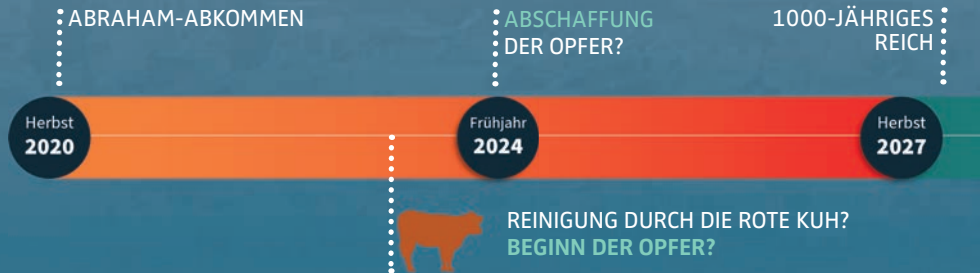 ABRAHAM-ABKOMMEN
ABSCHAFFUNG
DER OPFER?
1000-JÄHRIGES
REICH
Herbst
2020
Frühjahr
2024
Herbst
2027
REINIGUNG DURCH DIE ROTE KUH?
BEGINN DER OPFER?